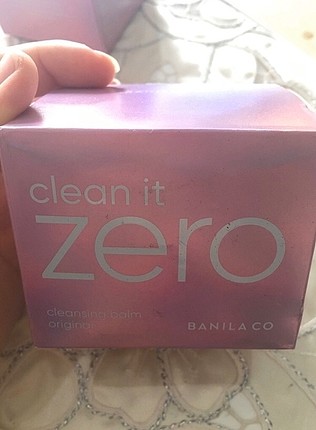 clean it
zero
cleansing balm
original
BANILA CO